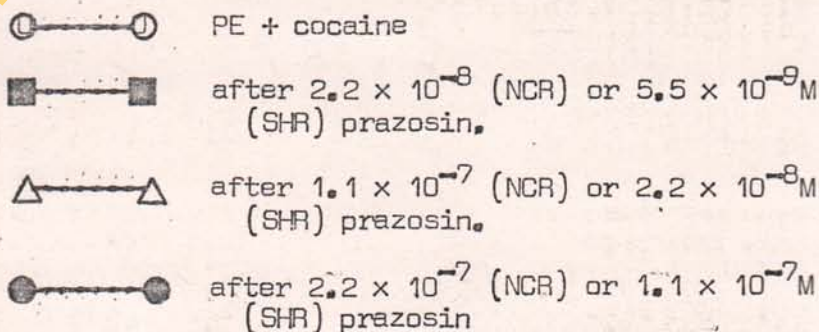 PE + cocaine
after 2.2 x 10⁻⁸ (NCR) or 5.5 x 10⁻⁹M
(SHR) prazosin.
after 1.1 x 10⁻⁷ (NCR) or 2.2 x 10⁻⁸M
(SHR) prazosin.
after 2.2 x 10⁻⁷ (NCR) or 1.1 x 10⁻⁷M
(SHR) prazosin